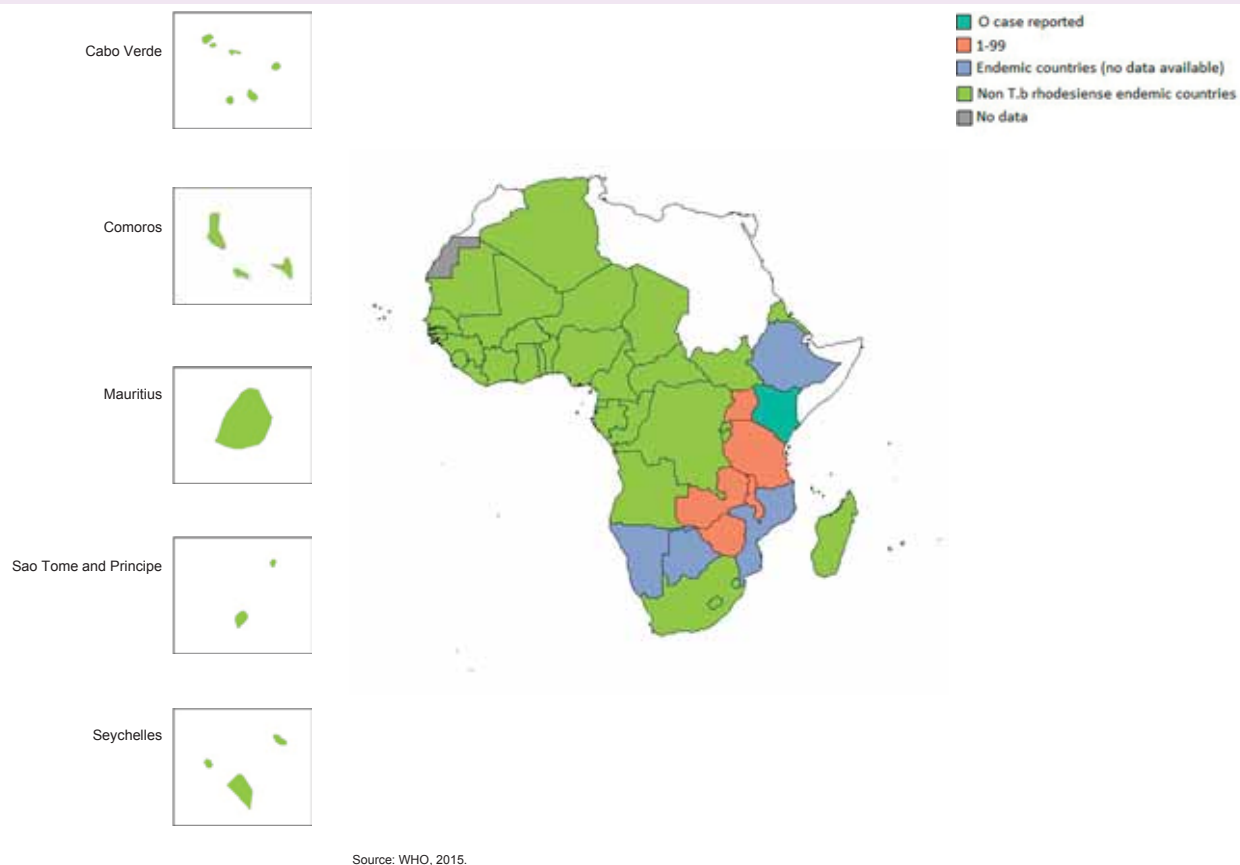 Cabo Verde
Comoros
Mauritius
Sao Tome and Principe
Seychelles
O case reported
1-99
Endemic countries (no data available)
Non T.b rhodesiense endemic countries
No data
Source: WHO, 2015.